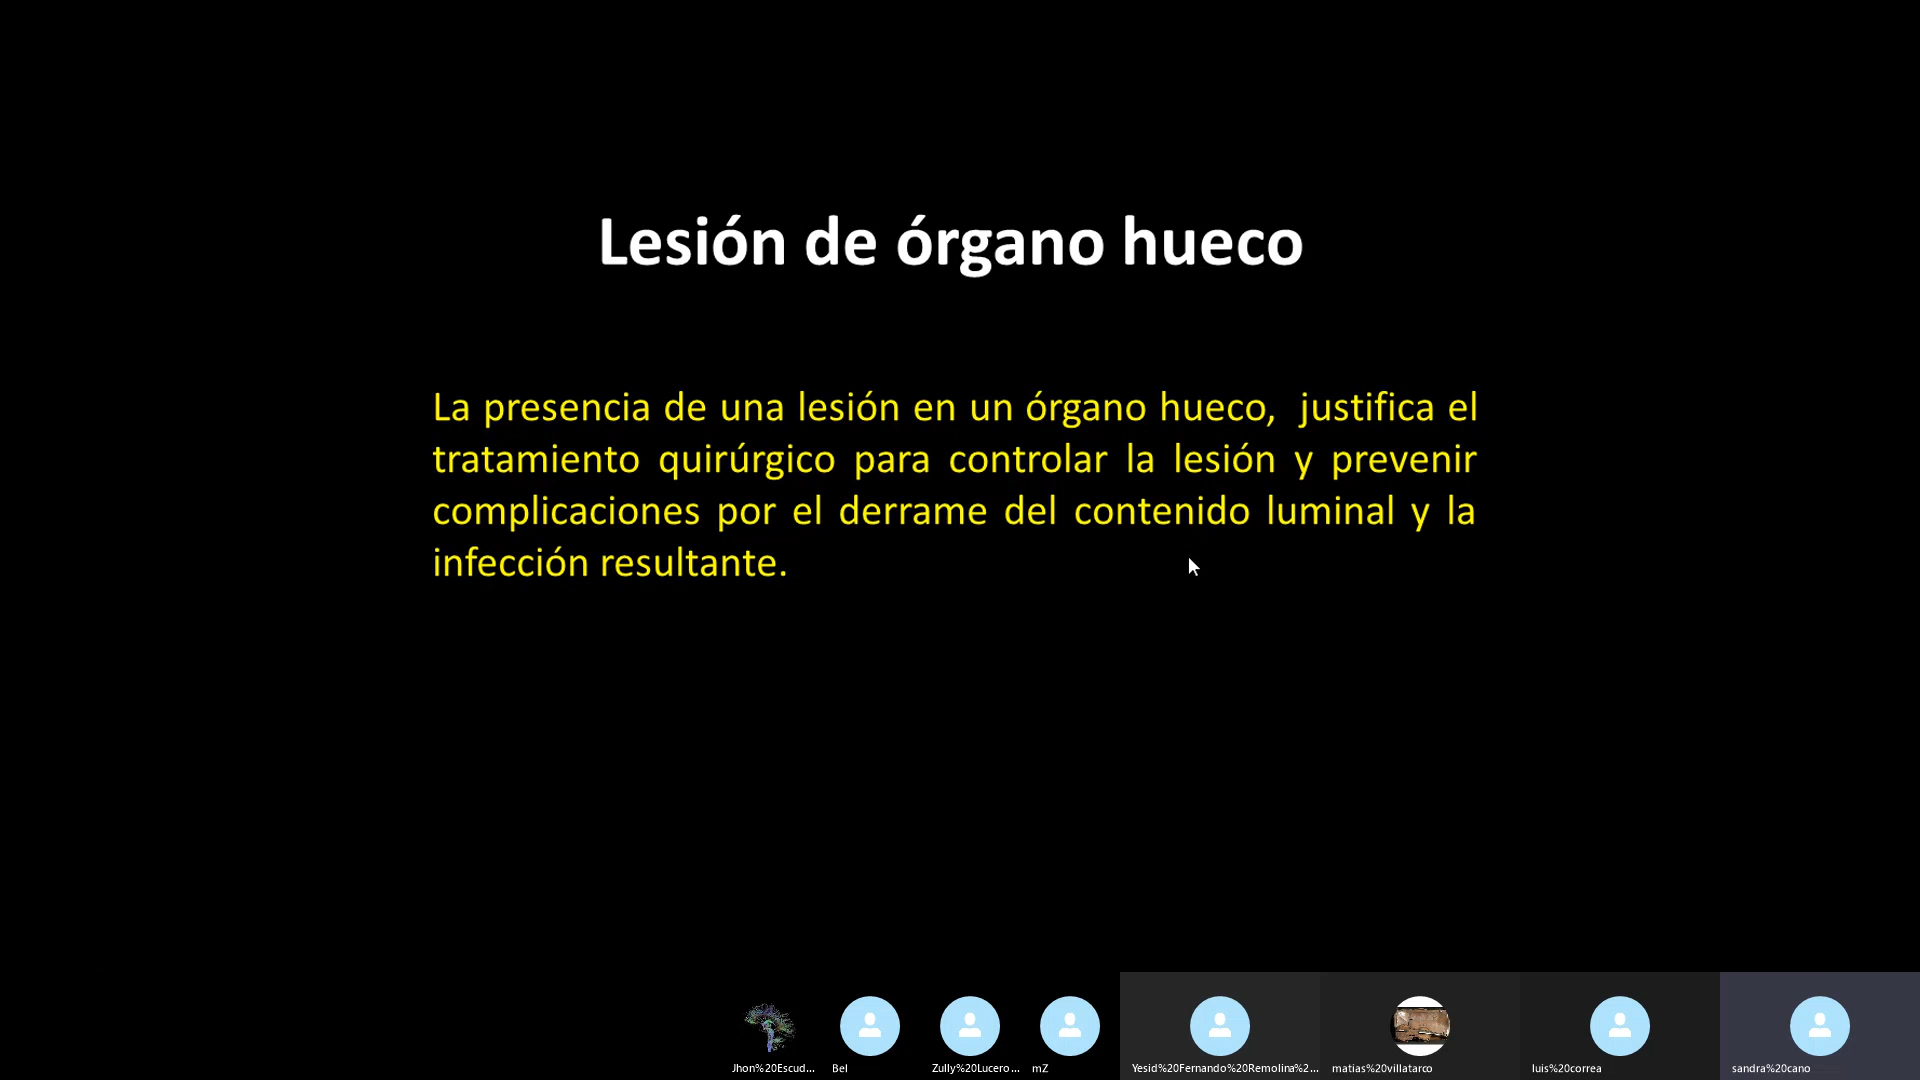 Lesión de órgano hueco
La presencia de una lesión en un órgano hueco, justifica el
tratamiento quirúrgico para controlar la lesión y prevenir
complicaciones por el derrame del contenido luminal y la
infección resultante.
Jhon%20Escud...
Bel
Zully%20Lucero ...
mZ
Yesid%20Fernando%20Remolina%2...
matias%20villatarco
luis%20correa
sandra%20cano